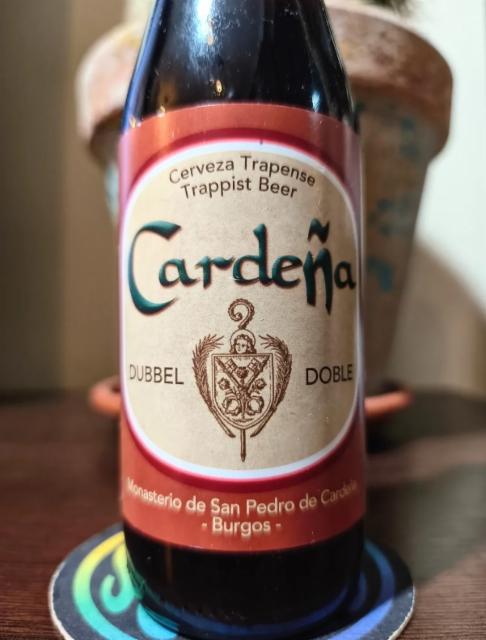 Cerveza Trapense
Trappist Beer
Cardeña
DUBBEL DOBLE
Monasterio de San Pedro de Cardeña
- Burgos -